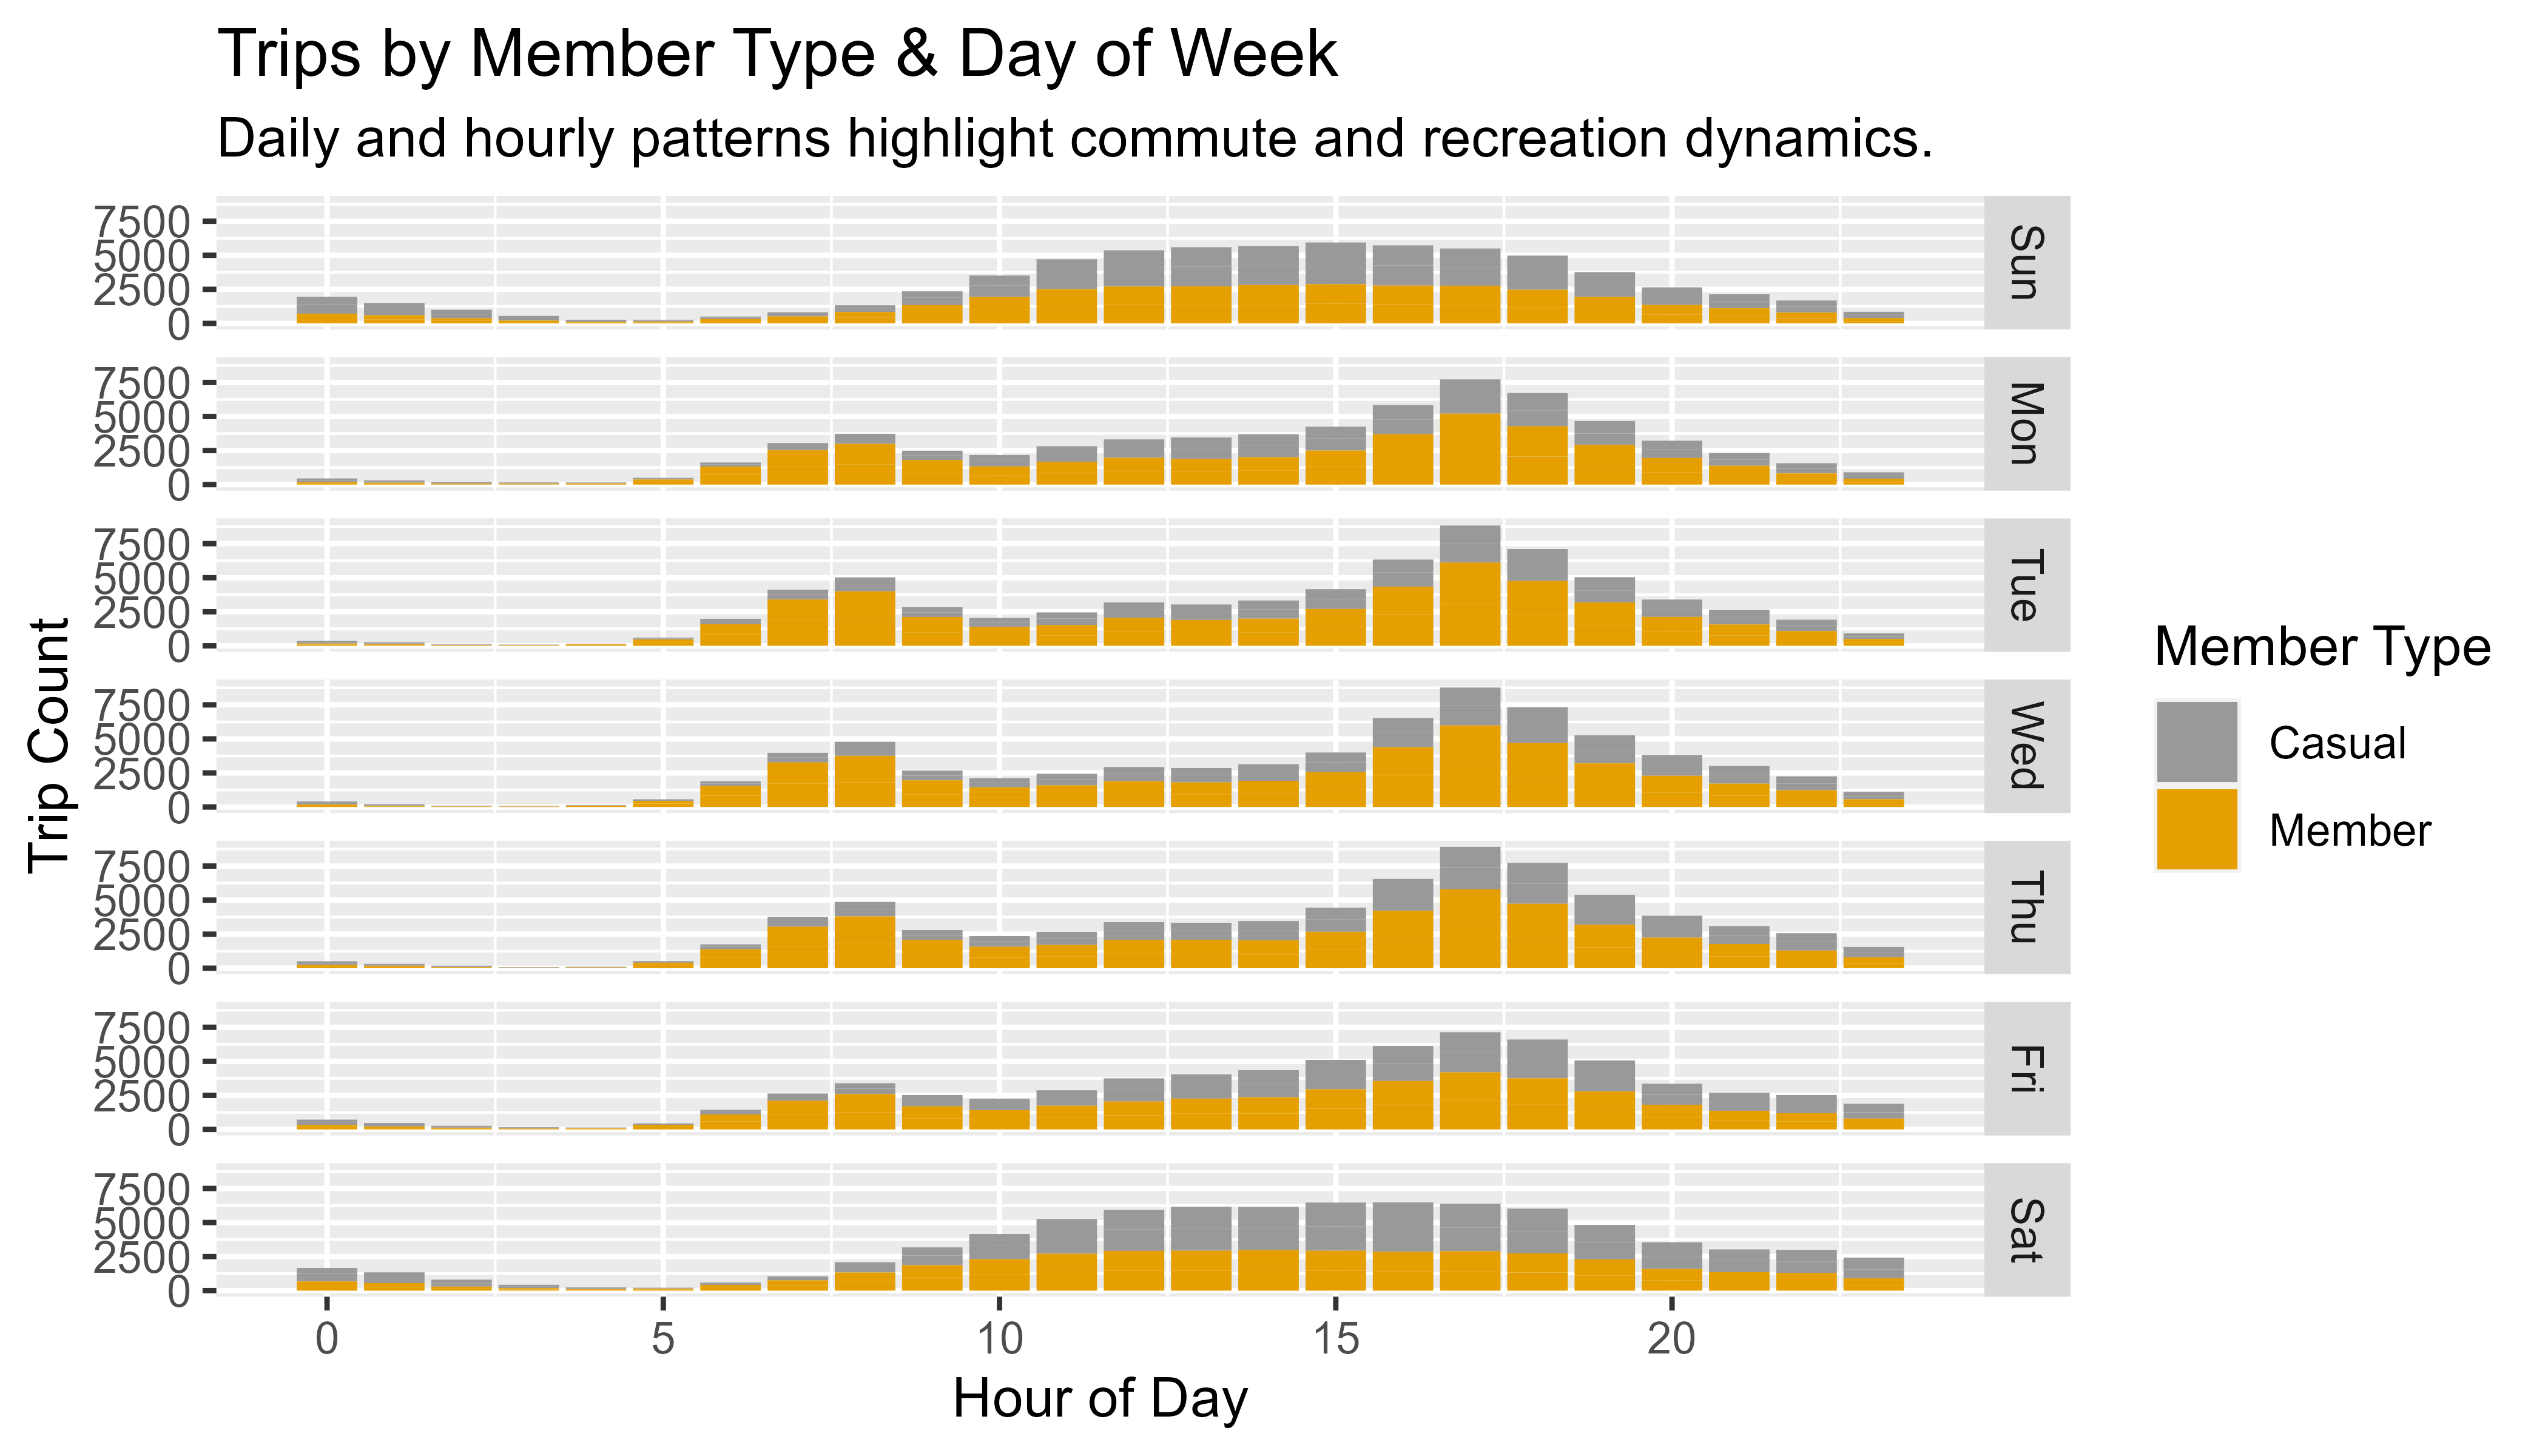 Trips by Member Type & Day of Week
Daily and hourly patterns highlight commute and recreation dynamics.
Trip Count
7500
5000
2500
0
Sun
7500
5000
2500
0
Mon
7500
5000
2500
0
Tue
7500
5000
2500
0
Wed
7500
5000
2500
0
Thu
7500
5000
2500
0
Fri
7500
5000
2500
0
Sat
0 5 10 15 20
Hour of Day
Member Type
Casual
Member